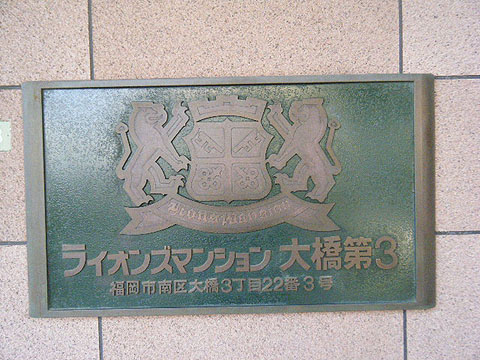 ライオンズマンション 大橋第3
福岡市南区大橋3丁目22番3号